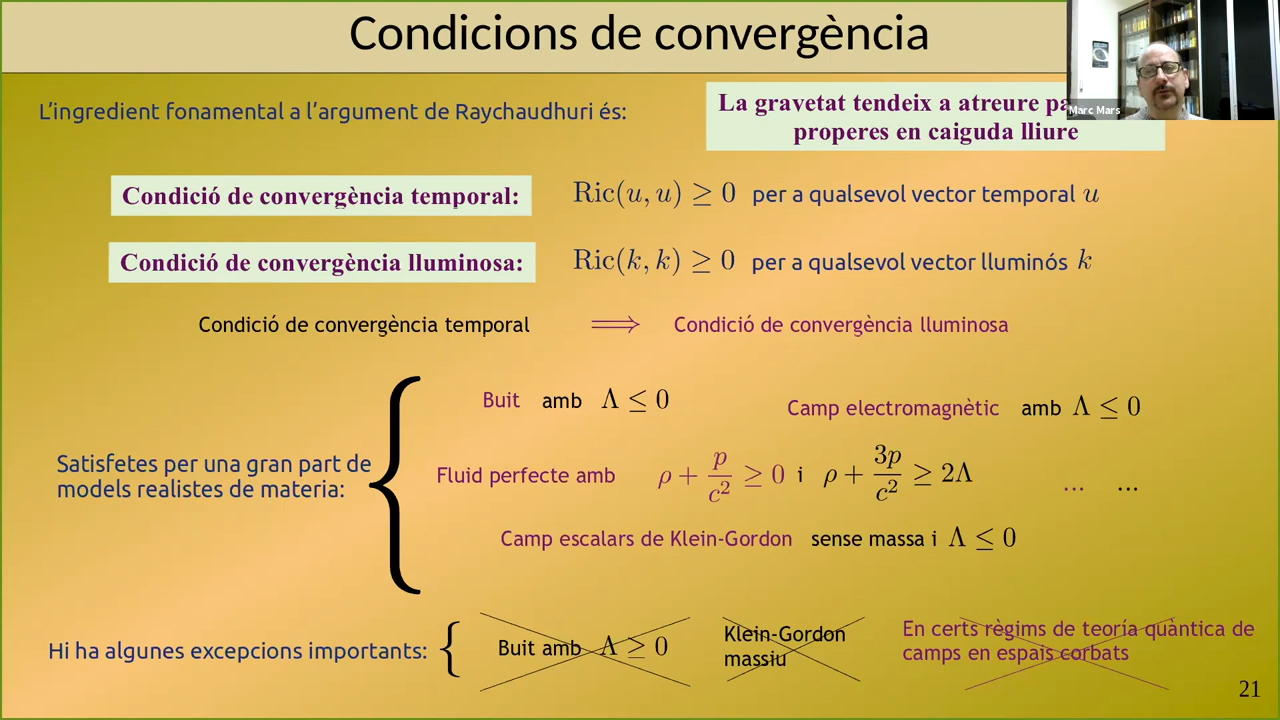 Condicions de convergència
Marc Mars
L'ingredient fonamental a l'argument de Raychaudhuri és:
La gravetat tendeix a atreure
properes en caiguda lliure
Condició de convergència temporal: Ric(u, u) ≥ 0 per a qualsevol vector temporal u
Condició de convergència lluminosa: Ric(k, k) ≥ 0 per a qualsevol vector lluminós k
Condició de convergència temporal ⟹ Condició de convergència lluminosa
Satisfetes per una gran part de
models realistes de matèria:
Buit amb Λ ≤ 0
Camp electromagnètic amb Λ ≤ 0
Fluid perfecte amb ρ + p/c² ≥ 0 i ρ + 3p/c² ≥ 2Λ ... ...
Camp escalars de Klein-Gordon sense massa i Λ ≤ 0
Hi ha algunes excepcions importants:
Buit amb Λ ≥ 0
Klein-Gordon
massiu
En certs règims de teoría quàntica de
camps en espais corbats
21